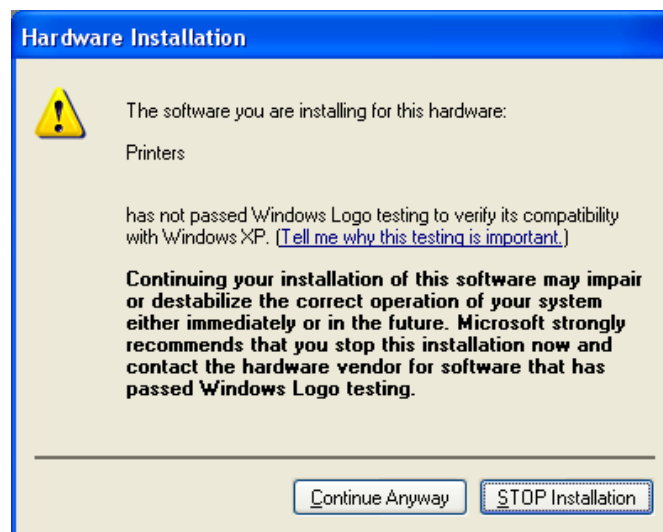 Hardware Installation
The software you are installing for this hardware:
Printers
has not passed Windows Logo testing to verify its compatibility
with Windows XP. (Tell me why this testing is important.)
Continuing your installation of this software may impair
or destabilize the correct operation of your system
either immediately or in the future. Microsoft strongly
recommends that you stop this installation now and
contact the hardware vendor for software that has
passed Windows Logo testing.
Continue Anyway
STOP Installation